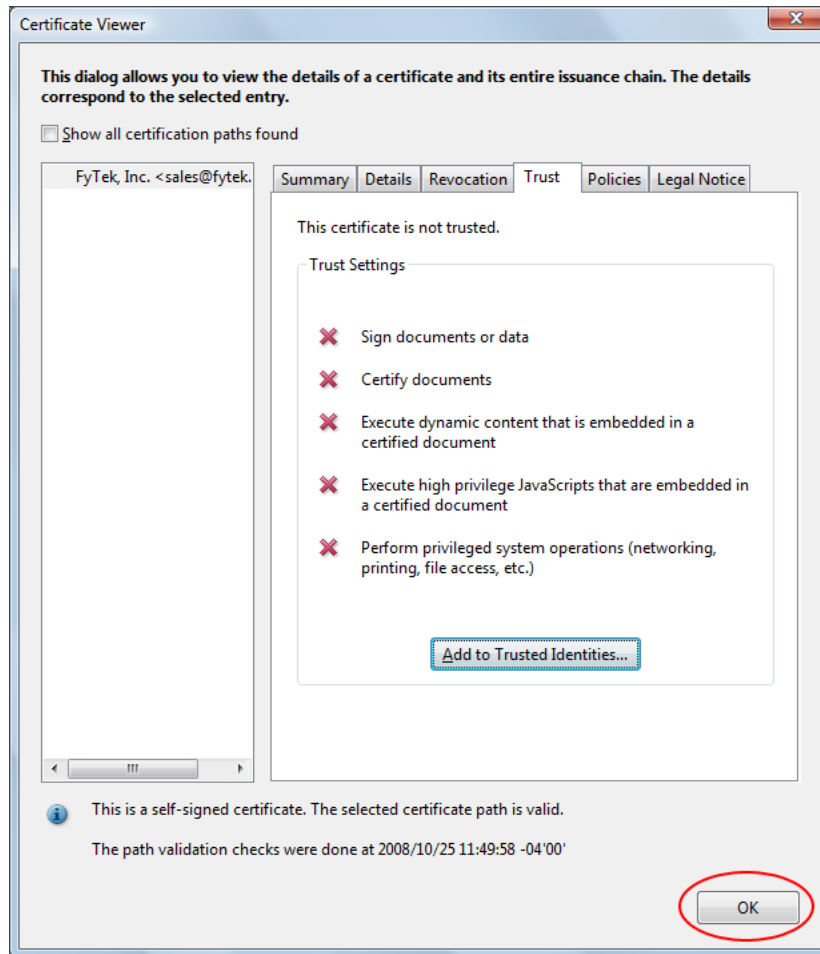 Certificate Viewer
This dialog allows you to view the details of a certificate and its entire issuance chain. The details
correspond to the selected entry.
Show all certification paths found
FyTek, Inc. <sales@fytek.
Summary Details Revocation Trust Policies Legal Notice
This certificate is not trusted.
Trust Settings
Sign documents or data
Certify documents
Execute dynamic content that is embedded in a
certified document
Execute high privilege JavaScripts that are embedded in
a certified document
Perform privileged system operations (networking,
printing, file access, etc.)
Add to Trusted Identities...
This is a self-signed certificate. The selected certificate path is valid.
The path validation checks were done at 2008/10/25 11:49:58 -04'00'
OK